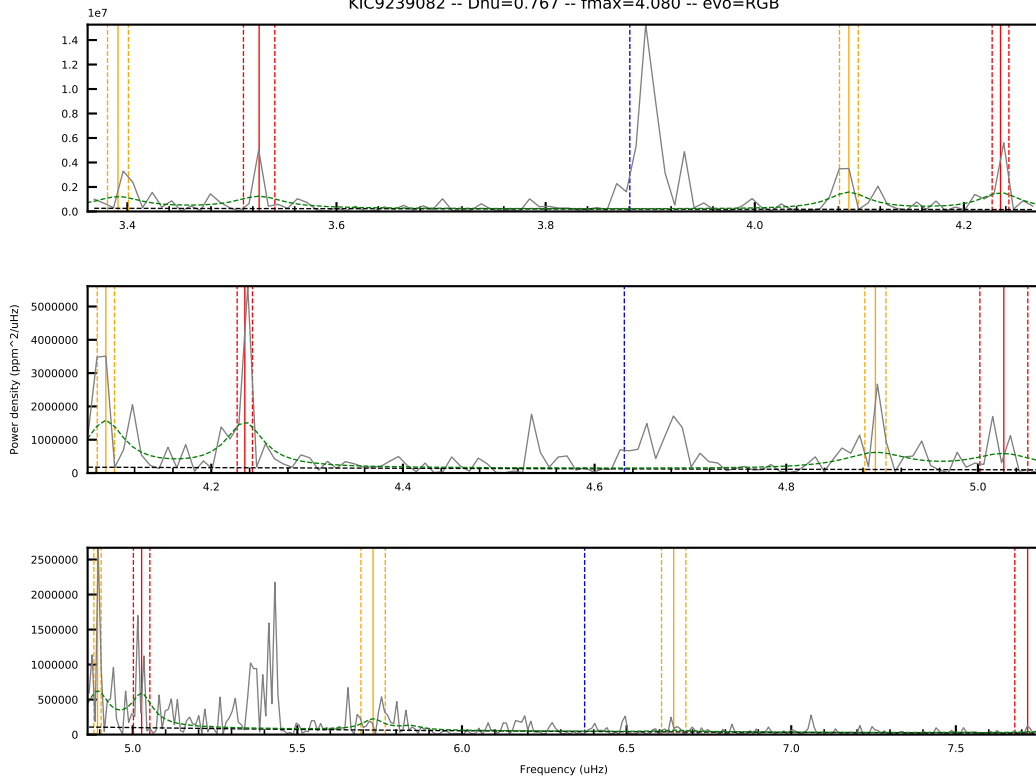 KIC9239082 -- Dnu=0.767 -- fmax=4.080 -- evo=RGB
1e7
1.4
1.2
1.0
0.8
0.6
0.4
0.2
0.0
3.4 3.6 3.8 4.0 4.2
Power density (ppm^2/uHz)
5000000
4000000
3000000
2000000
1000000
0
4.2 4.4 4.6 4.8 5.0
2500000
2000000
1500000
1000000
500000
0
5.0 5.5 6.0 6.5 7.0 7.5
Frequency (uHz)